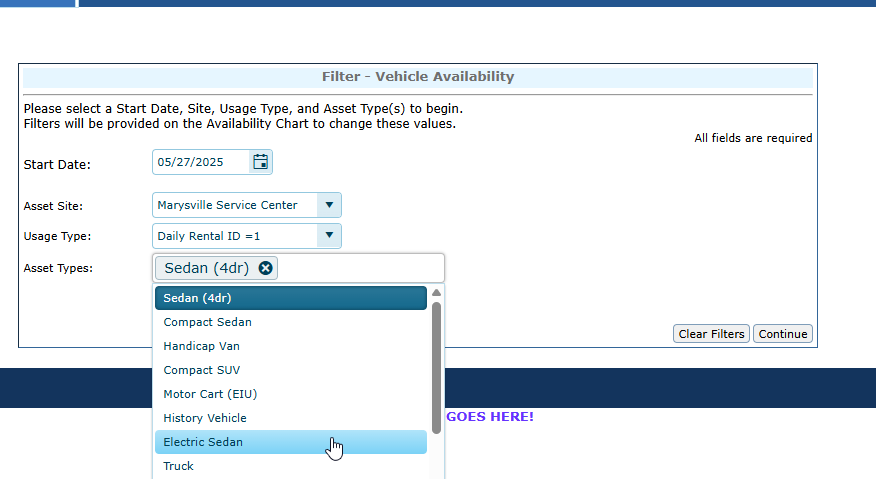 Filter - Vehicle Availability
Please select a Start Date, Site, Usage Type, and Asset Type(s) to begin.
Filters will be provided on the Availability Chart to change these values.
All fields are required
Start Date: 05/27/2025
Asset Site: Marysville Service Center
Usage Type: Daily Rental ID =1
Asset Types: Sedan (4dr)
Sedan (4dr)
Compact Sedan
Handicap Van
Clear Filters Continue
Compact SUV
Motor Cart (EIU)
History Vehicle
GOES HERE!
Electric Sedan
Truck